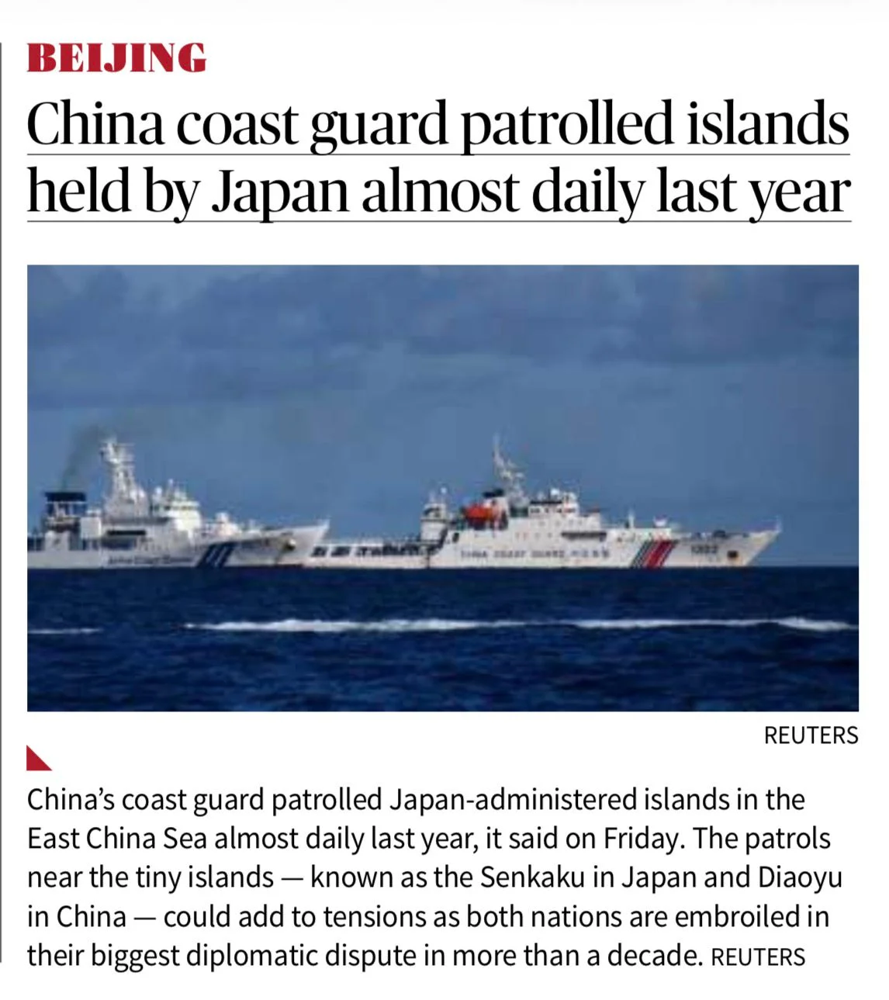 BEIJING
China coast guard patrolled islands
held by Japan almost daily last year
CHINA COAST GUARD
REUTERS
China’s coast guard patrolled Japan-administered islands in the
East China Sea almost daily last year, it said on Friday. The patrols
near the tiny islands — known as the Senkaku in Japan and Diaoyu
in China — could add to tensions as both nations are embroiled in
their biggest diplomatic dispute in more than a decade. REUTERS